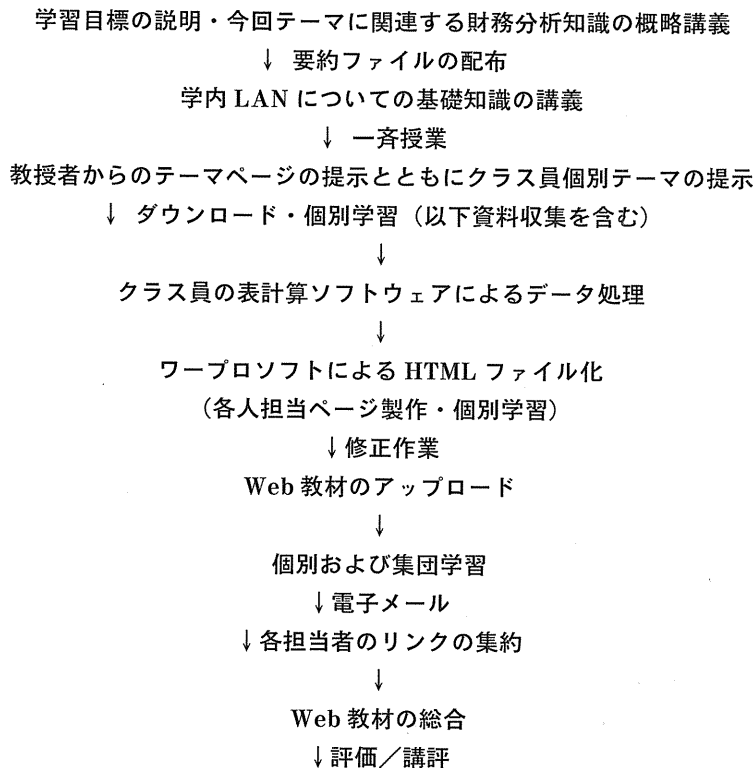 学習目標の説明・今回テーマに関連する財務分析知識の概略講義
↓ 要約ファイルの配布
学内 LAN についての基礎知識の講義
↓ 一斉授業
教授者からのテーマページの提示とともにクラス員個別テーマの提示
↓ ダウンロード・個別学習（以下資料収集を含む）
↓
クラス員の表計算ソフトウェアによるデータ処理
↓
ワープロソフトによる HTML ファイル化
（各人担当ページ製作・個別学習）
↓修正作業
Web 教材のアップロード
↓
個別および集団学習
↓電子メール
↓各担当者のリンクの集約
↓
Web 教材の総合
↓評価／講評